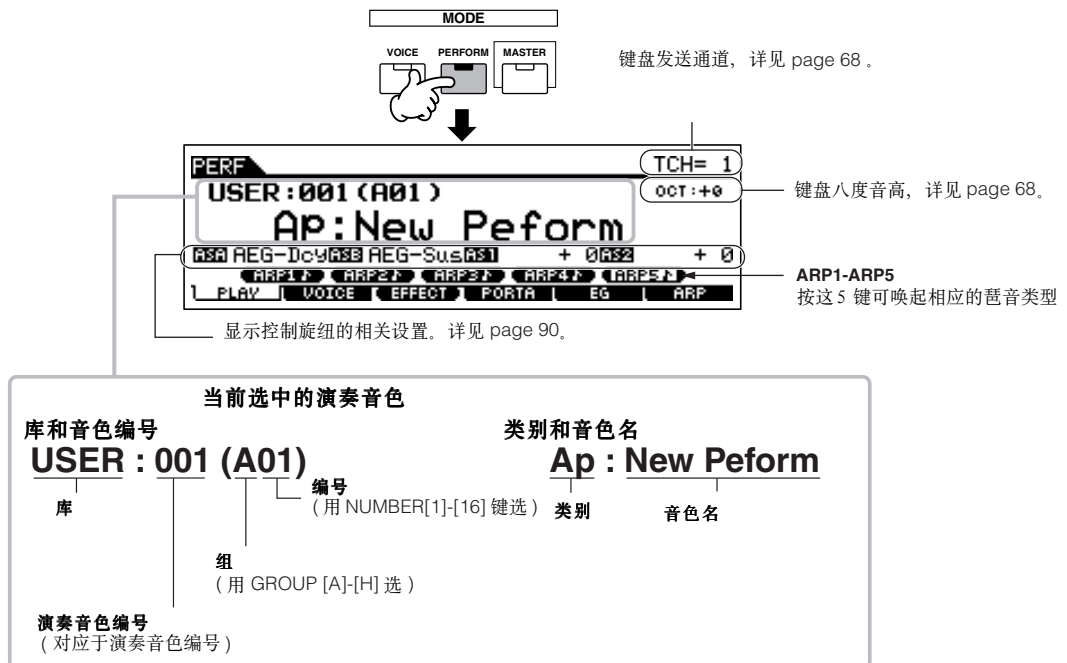 MODE
VOICE PERFORM MASTER
键盘发送通道，详见 page 68 。
PERF
TCH= 1
USER:001(A01)
OCT:+0
键盘八度音高，详见 page 68。
Ap:New Peform
ASA AEG-Dcy ASB AEG-Sus AS1 + 0 AS2 + 0
ARP1♪ ARP2♪ ARP3♪ ARP4♪ ARP5♪
ARP1-ARP5
PLAY VOICE EFFECT PORTA EG ARP
按这5 键可唤起相应的琶音类型
显示控制旋纽的相关设置。详见 page 90。
当前选中的演奏音色
库和音色编号
类别和音色名
USER : 001 (A01)
Ap : New Peform
编号
库
( 用 NUMBER[1]-[16] 键选 )
类别
音色名
组
( 用 GROUP [A]-[H] 选 )
演奏音色编号
( 对应于演奏音色编号 )